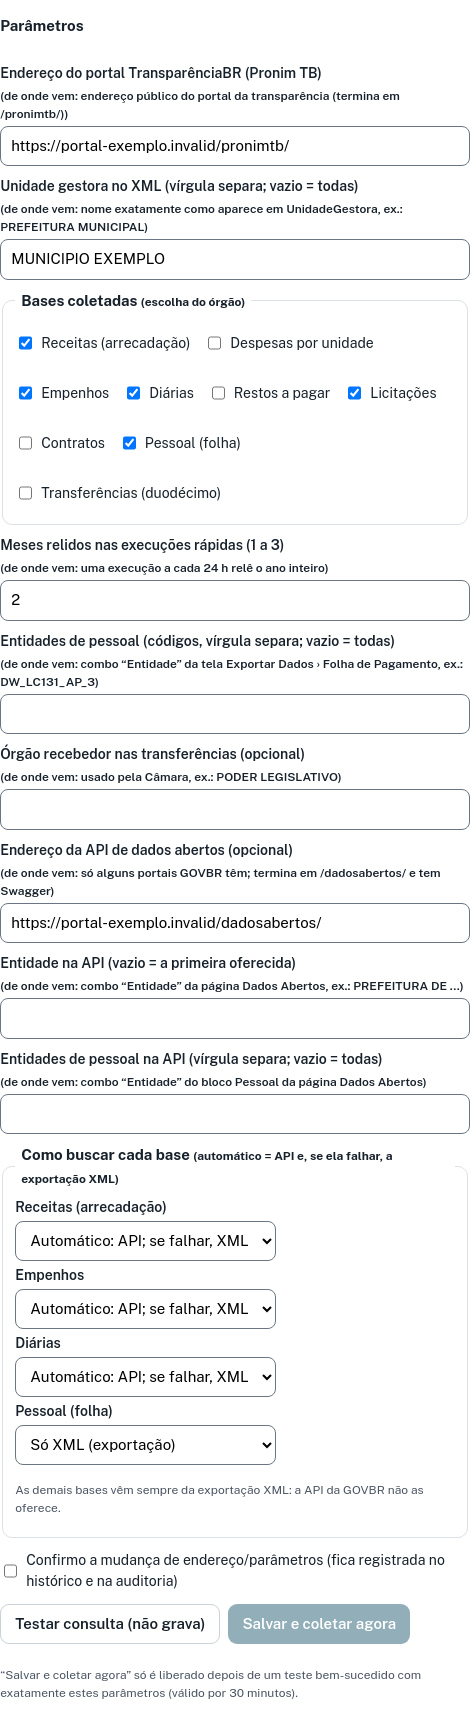 Parâmetros
Endereço do portal TransparênciaBR (Pronim TB)
(de onde vem: endereço público do portal da transparência (termina em
/pronimtb/))
https://portal-exemplo.invalid/pronimtb/
Unidade gestora no XML (vírgula separa; vazio = todas)
(de onde vem: nome exatamente como aparece em UnidadeGestora, ex.:
PREFEITURA MUNICIPAL)
MUNICIPIO EXEMPLO
Bases coletadas (escolha do órgão)
Receitas (arrecadação) Despesas por unidade
Empenhos Diárias Restos a pagar Licitações
Contratos Pessoal (folha)
Transferências (duodécimo)
Meses relidos nas execuções rápidas (1 a 3)
(de onde vem: uma execução a cada 24 h relê o ano inteiro)
2
Entidades de pessoal (códigos, vírgula separa; vazio = todas)
(de onde vem: combo “Entidade” da tela Exportar Dados › Folha de Pagamento, ex.:
DW_LC131_AP_3)
Órgão recebedor nas transferências (opcional)
(de onde vem: usado pela Câmara, ex.: PODER LEGISLATIVO)
Endereço da API de dados abertos (opcional)
(de onde vem: só alguns portais GOVBR têm; termina em /dadosabertos/ e tem
Swagger)
https://portal-exemplo.invalid/dadosabertos/
Entidade na API (vazio = a primeira oferecida)
(de onde vem: combo “Entidade” da página Dados Abertos, ex.: PREFEITURA DE ...)
Entidades de pessoal na API (vírgula separa; vazio = todas)
(de onde vem: combo “Entidade” do bloco Pessoal da página Dados Abertos)
Como buscar cada base (automático = API e, se ela falhar, a
exportação XML)
Receitas (arrecadação)
Automático: API; se falhar, XML
Empenhos
Automático: API; se falhar, XML
Diárias
Automático: API; se falhar, XML
Pessoal (folha)
Só XML (exportação)
As demais bases vêm sempre da exportação XML: a API da GOVBR não as
oferece.
Confirmo a mudança de endereço/parâmetros (fica registrada no
histórico e na auditoria)
Testar consulta (não grava) Salvar e coletar agora
“Salvar e coletar agora” só é liberado depois de um teste bem-sucedido com
exatamente estes parâmetros (válido por 30 minutos).